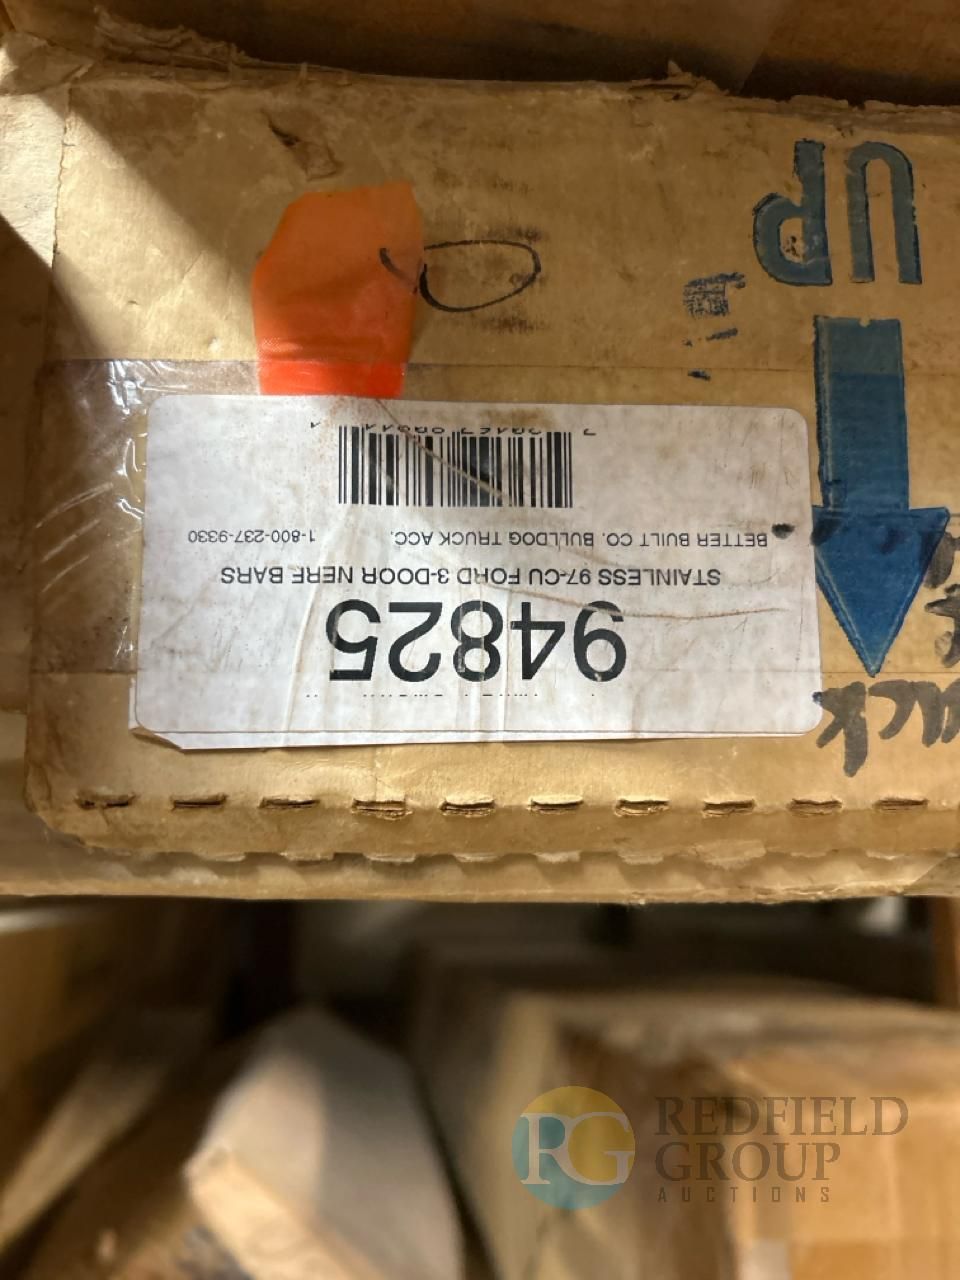 94825
STAINLESS 97-CU FORD 3-DOOR NERF BARS
BETTER BUILT CO. BULLDOG TRUCK ACC. 1-800-237-9330
UP
PG
REDFIELD
GROUP
AUCTIONS